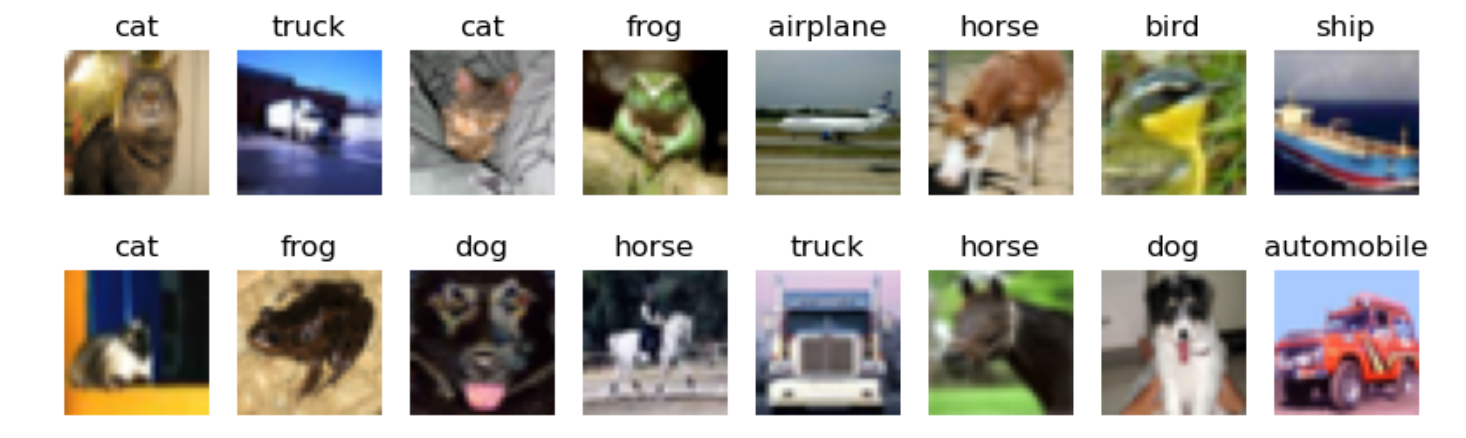 cat truck cat frog airplane horse bird ship
cat frog dog horse truck horse dog automobile